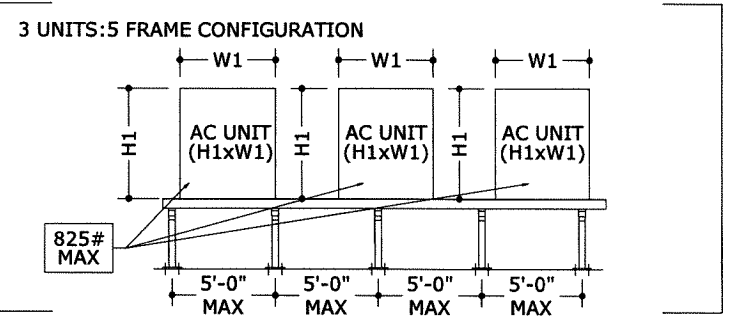 3 UNITS:5 FRAME CONFIGURATION
W1 W1 W1
H1 H1 H1
AC UNIT AC UNIT AC UNIT
(H1xW1) (H1xW1) (H1xW1)
825#
MAX
5'-0" 5'-0" 5'-0" 5'-0"
MAX MAX MAX MAX